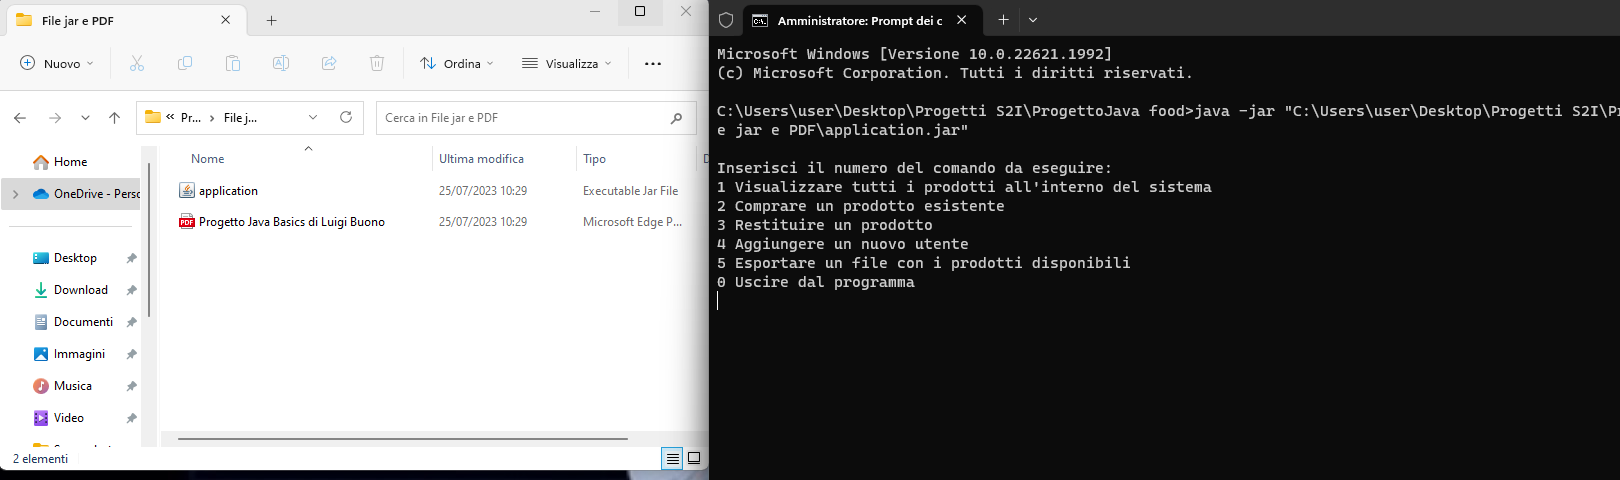 File jar e PDF
Nuovo
Ordina
Visualizza
Pr...
File j...
Cerca in File jar e PDF
Nome
Ultima modifica
Tipo
Home
OneDrive - Perso
Desktop
Download
Documenti
Immagini
Musica
Video
application
25/07/2023 10:29
Executable Jar File
PDF
Progetto Java Basics di Luigi Buono
25/07/2023 10:29
Microsoft Edge P...
2 elementi
Amministratore: Prompt dei c
Microsoft Windows [Versione 10.0.22621.1992]
(c) Microsoft Corporation. Tutti i diritti riservati.
C:\Users\user\Desktop\Progetti S2I\ProgettoJava food>java -jar "C:\Users\user\Desktop\Progetti S2I\Pr
e jar e PDF\application.jar"
Inserisci il numero del comando da eseguire:
1 Visualizzare tutti i prodotti all'interno del sistema
2 Comprare un prodotto esistente
3 Restituire un prodotto
4 Aggiungere un nuovo utente
5 Esportare un file con i prodotti disponibili
0 Uscire dal programma